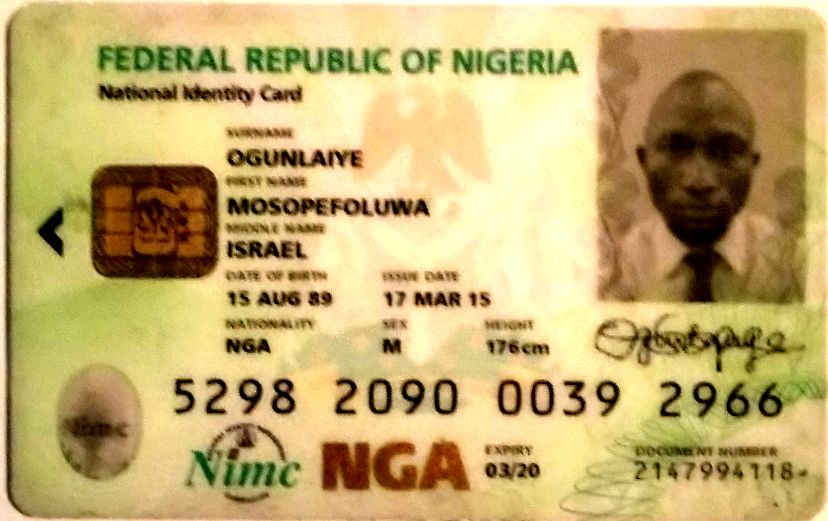 FEDERAL REPUBLIC OF NIGERIA
National Identity Card
SURNAME
OGUNLAIYE
FIRST NAME
MOSOPEFOLUWA
MIDDLE NAME
ISRAEL
DATE OF BIRTH ISSUE DATE
15 AUG 89 17 MAR 15
NATIONALITY SEX HEIGHT
NGA M 176cm
5298 2090 0039 2966
Nimc NGA EXPIRY DOCUMENT NUMBER
03/20 2147994118-